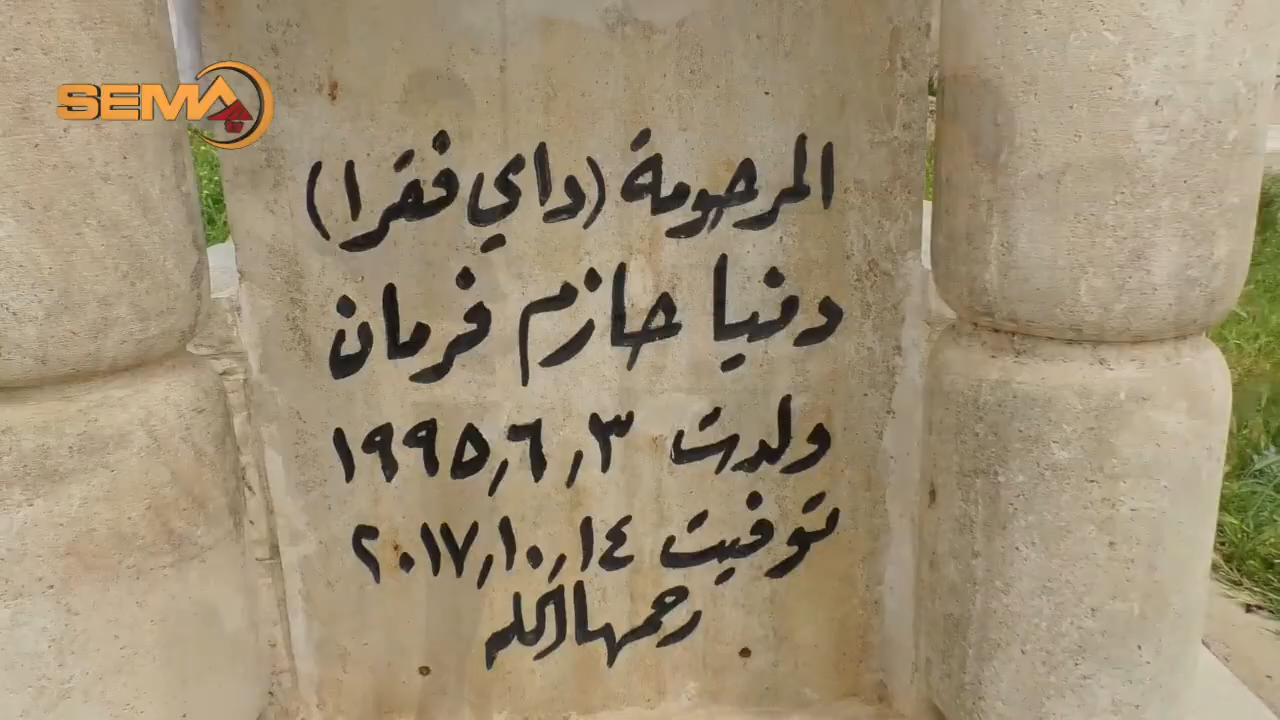 SEMA
المرحومة (داي فقرا)
دنيا حازم فرمان
ولدت ١٩٩٥,٦,٣
توفيت ٢٠١٧,١٠,١٤
رحمها الله